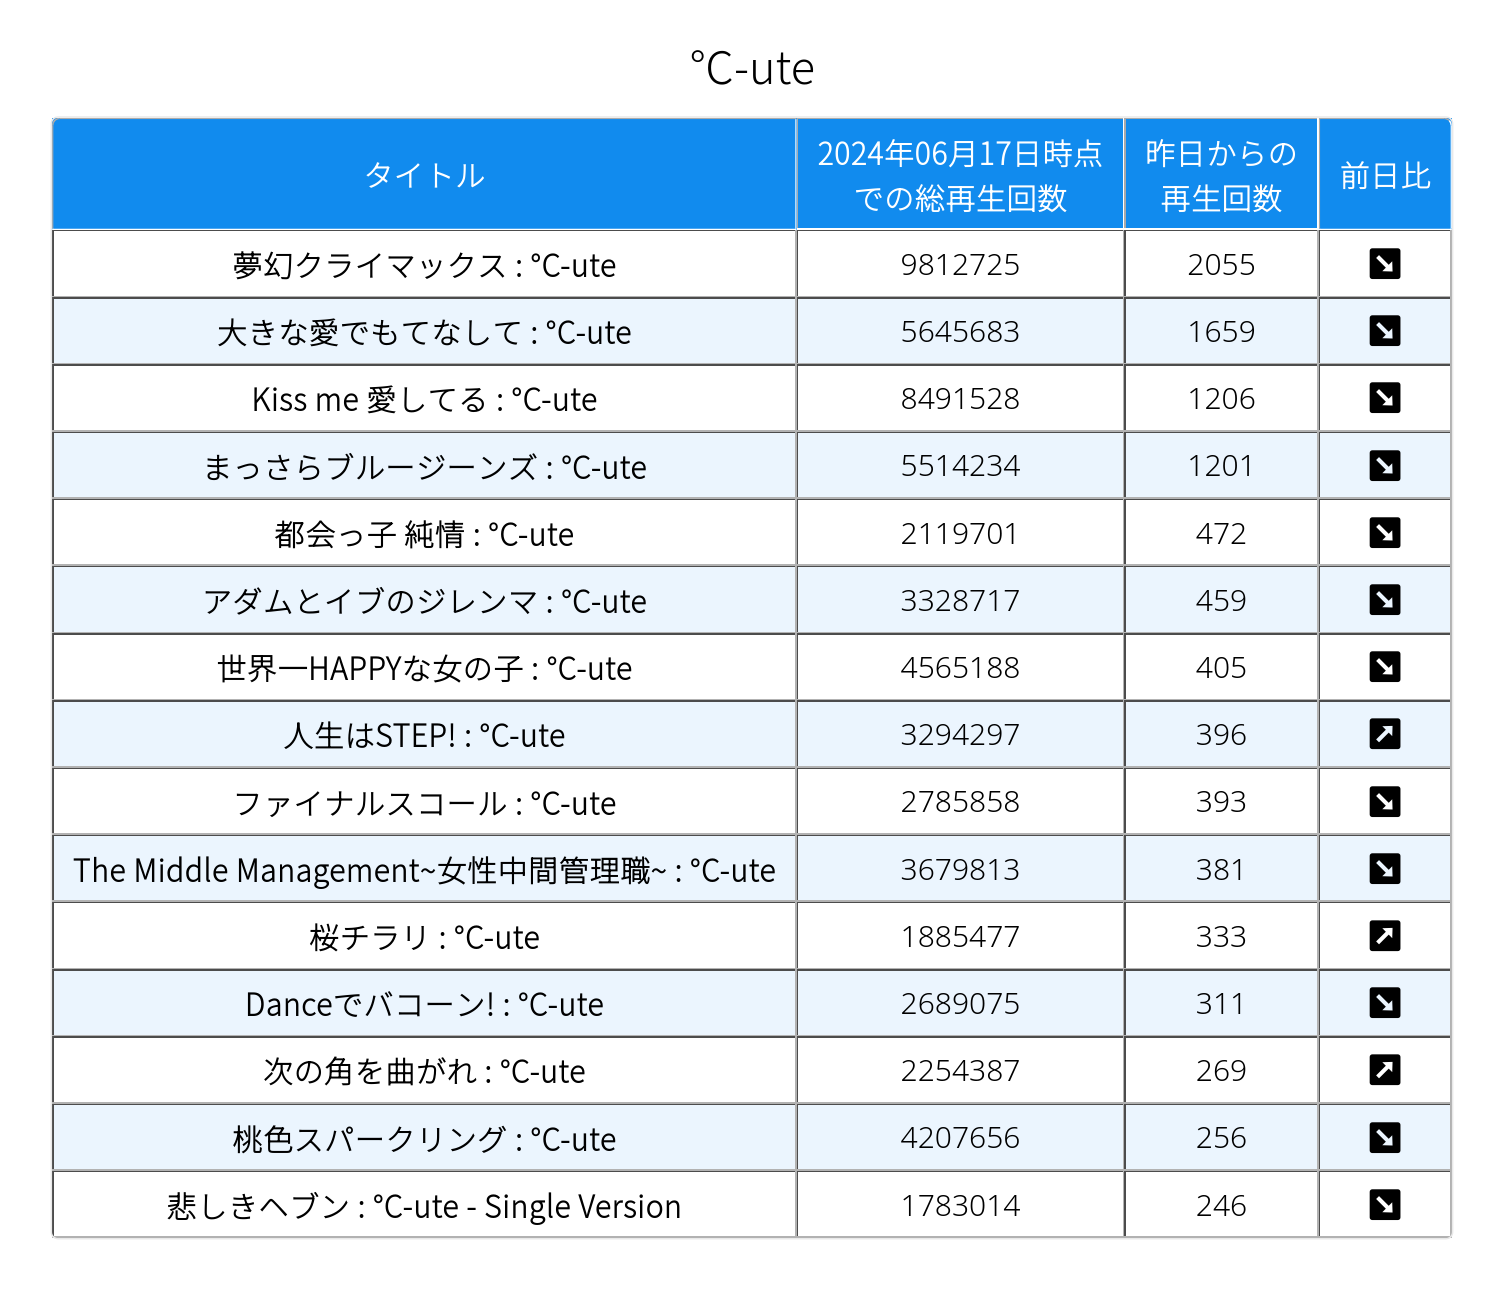 ℃-ute
タイトル 2024年06月17日時点 昨日からの 前日比
での総再生回数 再生回数
夢幻クライマックス : ℃-ute 9812725 2055 ↘
大きな愛でもてなして : ℃-ute 5645683 1659 ↘
Kiss me 愛してる : ℃-ute 8491528 1206 ↘
まっさらブルージーンズ : ℃-ute 5514234 1201 ↘
都会っ子 純情 : ℃-ute 2119701 472 ↘
アダムとイブのジレンマ : ℃-ute 3328717 459 ↘
世界一HAPPYな女の子 : ℃-ute 4565188 405 ↘
人生はSTEP! : ℃-ute 3294297 396 ↗
ファイナルスコール : ℃-ute 2785858 393 ↘
The Middle Management~女性中間管理職~ : ℃-ute 3679813 381 ↘
桜チラリ : ℃-ute 1885477 333 ↗
Danceでバコーン! : ℃-ute 2689075 311 ↘
次の角を曲がれ : ℃-ute 2254387 269 ↗
桃色スパークリング : ℃-ute 4207656 256 ↘
悲しきヘブン : ℃-ute - Single Version 1783014 246 ↘